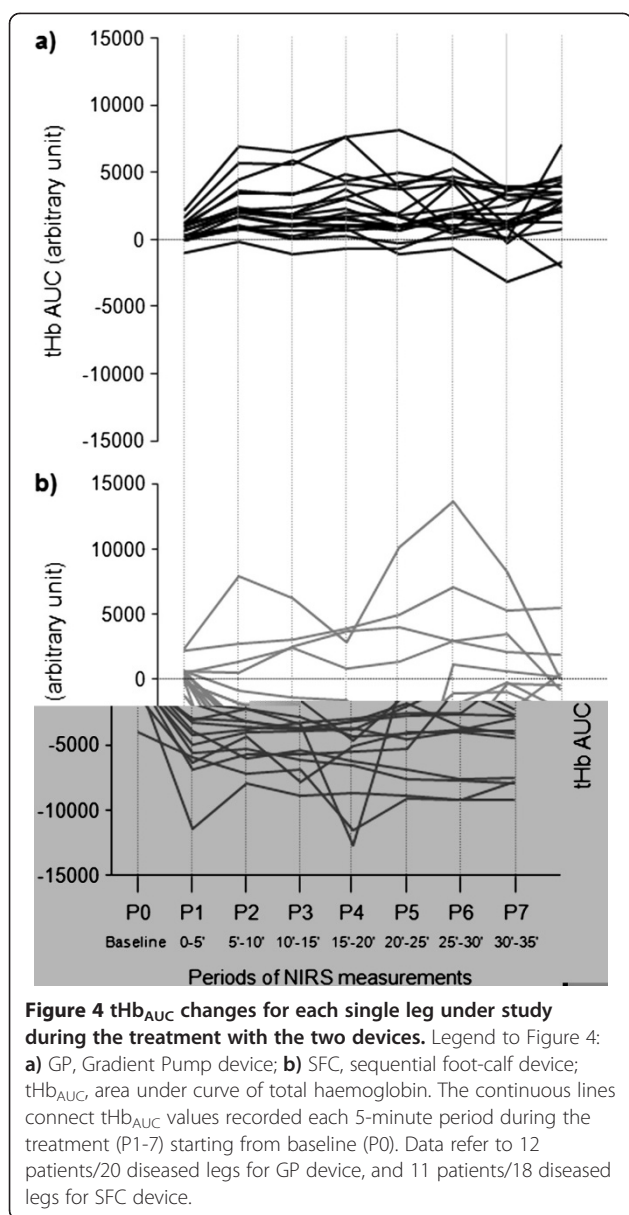 a)
15000
10000
5000
0
-5000
-10000
-15000
tHb AUC (arbitrary unit)
b)
15000
10000
5000
0
-5000
-10000
-15000
(arbitrary unit)
tHb AUC
P0 P1 P2 P3 P4 P5 P6 P7
Baseline 0-5' 5'-10' 10'-15' 15'-20' 20'-25' 25'-30' 30'-35'
Periods of NIRS measurements
Figure 4 tHbAUC changes for each single leg under study
during the treatment with the two devices. Legend to Figure 4:
a) GP, Gradient Pump device; b) SFC, sequential foot-calf device;
tHbAUC, area under curve of total haemoglobin. The continuous lines
connect tHbAUC values recorded each 5-minute period during the
treatment (P1-7) starting from baseline (P0). Data refer to 12
patients/20 diseased legs for GP device, and 11 patients/18 diseased
legs for SFC device.